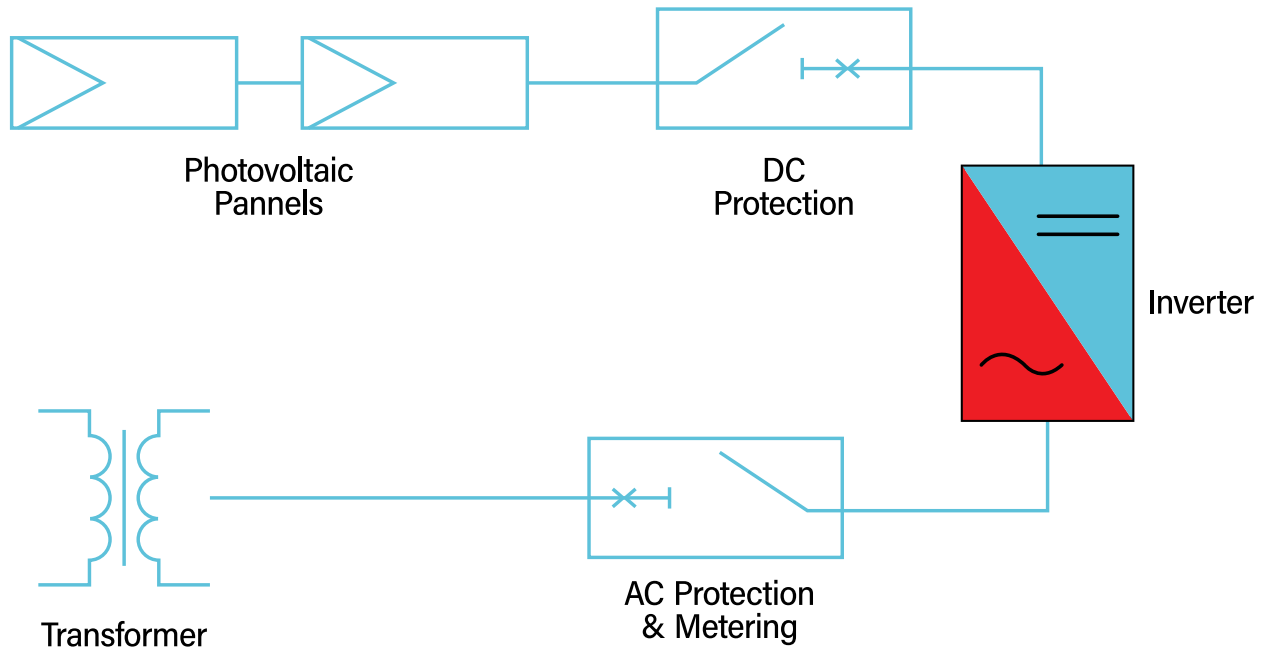 Photovoltaic
Pannels
DC
Protection
Inverter
AC Protection
& Metering
Transformer